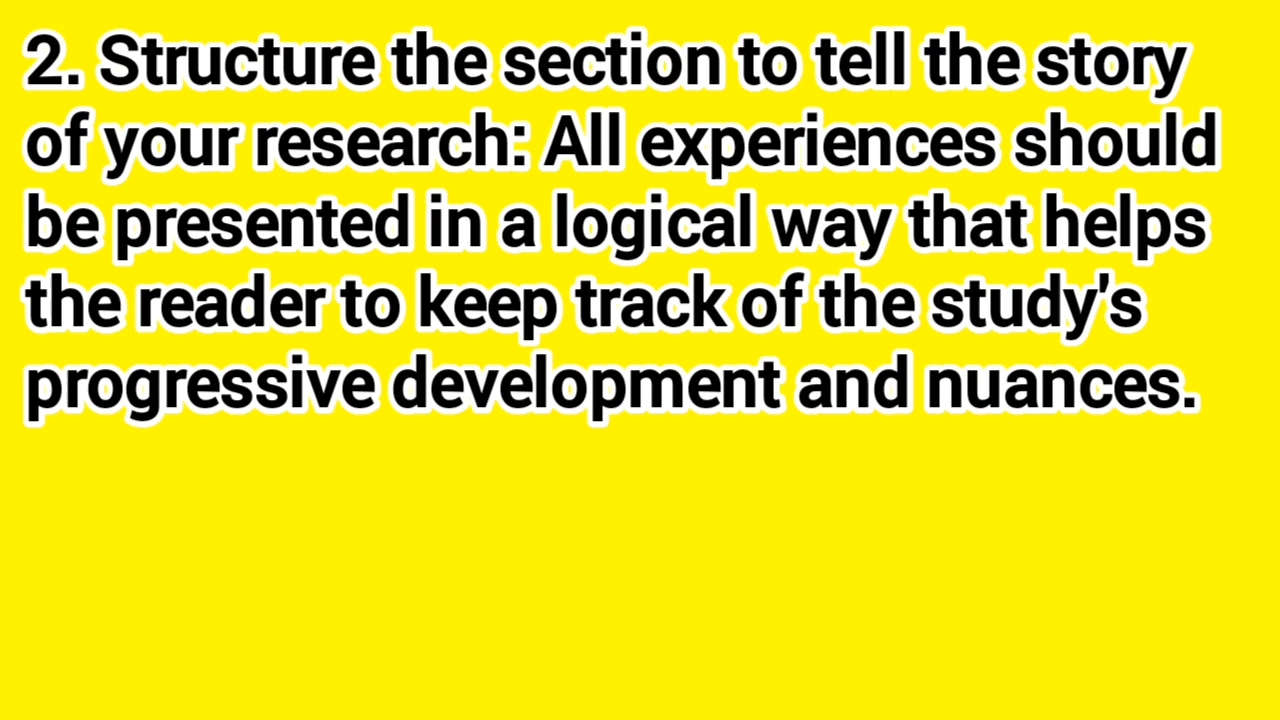 2. Structure the section to tell the story
of your research: All experiences should
be presented in a logical way that helps
the reader to keep track of the study's
progressive development and nuances.